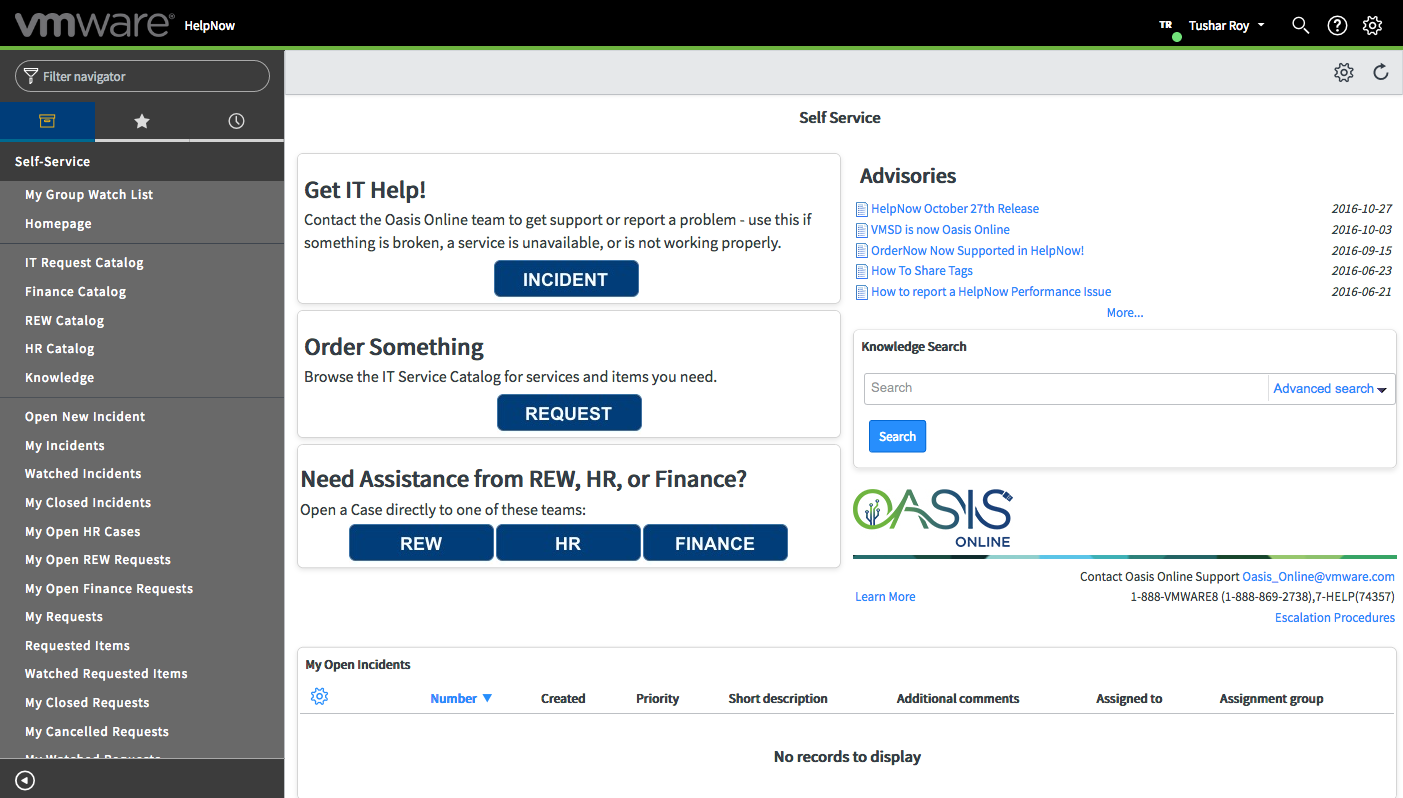 vmware® HelpNow
TR Tushar Roy
Filter navigator
Self-Service
My Group Watch List
Homepage
IT Request Catalog
Finance Catalog
REW Catalog
HR Catalog
Knowledge
Open New Incident
My Incidents
Watched Incidents
My Closed Incidents
My Open HR Cases
My Open REW Requests
My Open Finance Requests
My Requests
Requested Items
Watched Requested Items
My Closed Requests
My Cancelled Requests
My Watched Requests
Self Service
Get IT Help!
Contact the Oasis Online team to get support or report a problem - use this if
something is broken, a service is unavailable, or is not working properly.
INCIDENT
Order Something
Browse the IT Service Catalog for services and items you need.
REQUEST
Need Assistance from REW, HR, or Finance?
Open a Case directly to one of these teams:
REW HR FINANCE
Advisories
HelpNow October 27th Release 2016-10-27
VMSD is now Oasis Online 2016-10-03
OrderNow Now Supported in HelpNow! 2016-09-15
How To Share Tags 2016-06-23
How to report a HelpNow Performance Issue 2016-06-21
More...
Knowledge Search
Search Advanced search
Search
OASIS
ONLINE
Contact Oasis Online Support Oasis_Online@vmware.com
Learn More 1-888-VMWARE8 (1-888-869-2738),7-HELP(74357)
Escalation Procedures
My Open Incidents
Number ▼ Created Priority Short description Additional comments Assigned to Assignment group
No records to display